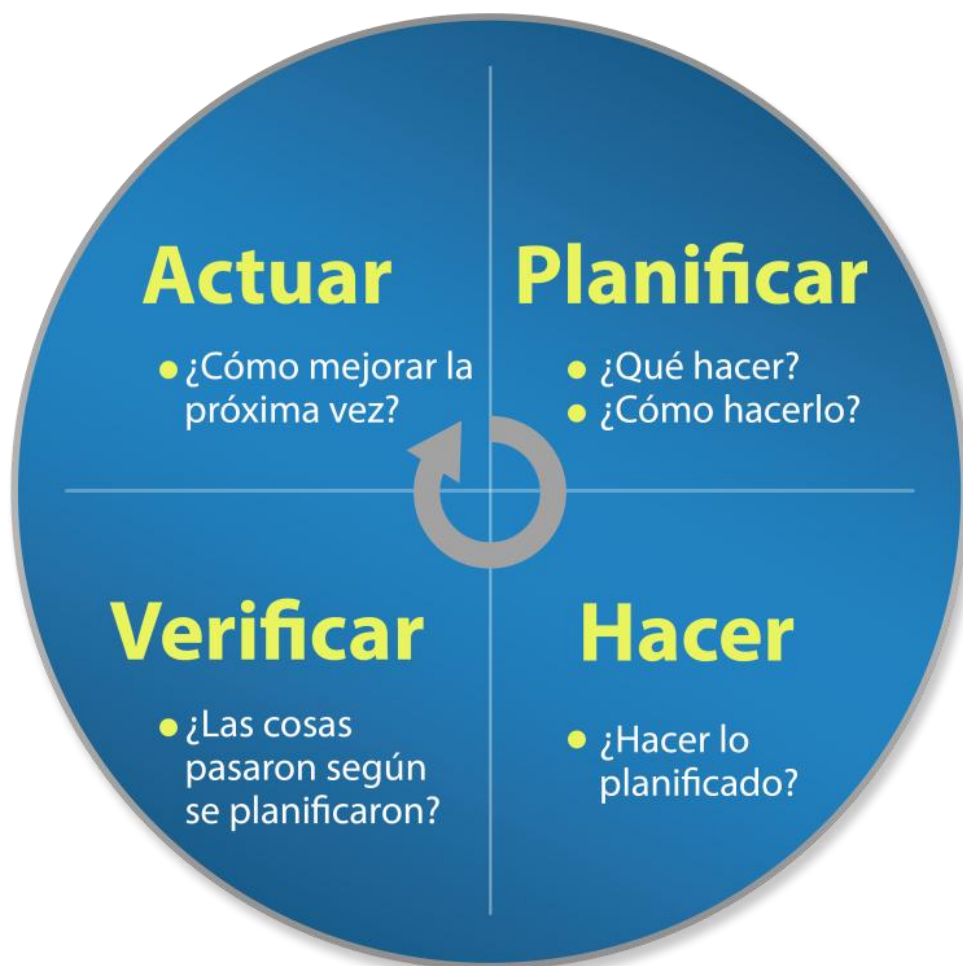 Actuar
• ¿Cómo mejorar la
próxima vez?
Planificar
• ¿Qué hacer?
• ¿Cómo hacerlo?
Verificar
• ¿Las cosas
pasaron según
se planificaron?
Hacer
• ¿Hacer lo
planificado?